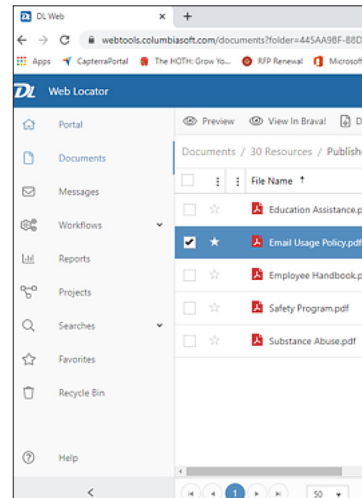 DL Web
webtools.columbiasoft.com/documents?folder=445AA9BF-88D
Apps CapterraPortal The HOTH: Grow Yo... RFP Renewal Microsoft
DL Web Locator
Portal
Preview View In Brava! D
Documents
Documents / 30 Resources / Publish
File Name
Messages
Education Assistance.p
Workflows
Email Usage Policy.pdf
Reports
Employee Handbook.p
Projects
Safety Program.pdf
Searches
Substance Abuse.pdf
Favorites
Recycle Bin
Help
1 50